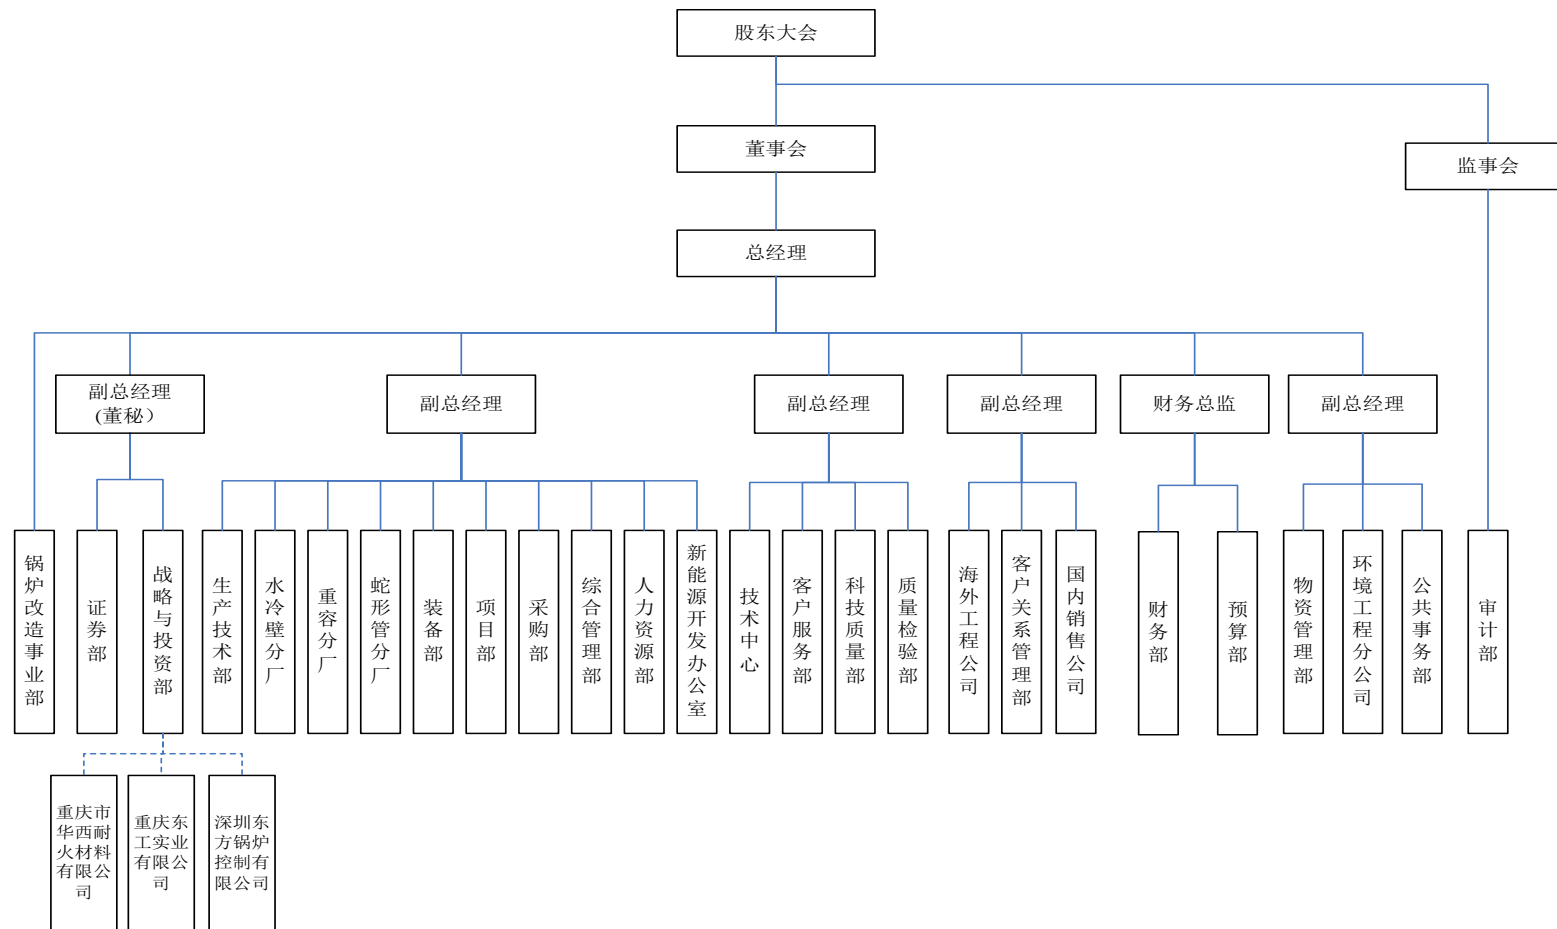 股东大会
董事会
监事会
总经理
副总经理
(董秘）
副总经理
副总经理
副总经理
财务总监
副总经理
锅炉改造事业部
证券部
战略与投资部
生产技术部
水冷壁分厂
重容分厂
蛇形管分厂
装备部
项目部
采购部
综合管理部
人力资源部
新能源开发办公室
技术中心
客户服务部
科技质量部
质量检验部
海外工程公司
客户关系管理部
国内销售公司
财务部
预算部
物资管理部
环境工程分公司
公共事务部
审计部
重庆市
华西耐
火材料
有限公
司
重庆东
工实业
有限公
司
深圳东
方锅炉
控制有
限公司